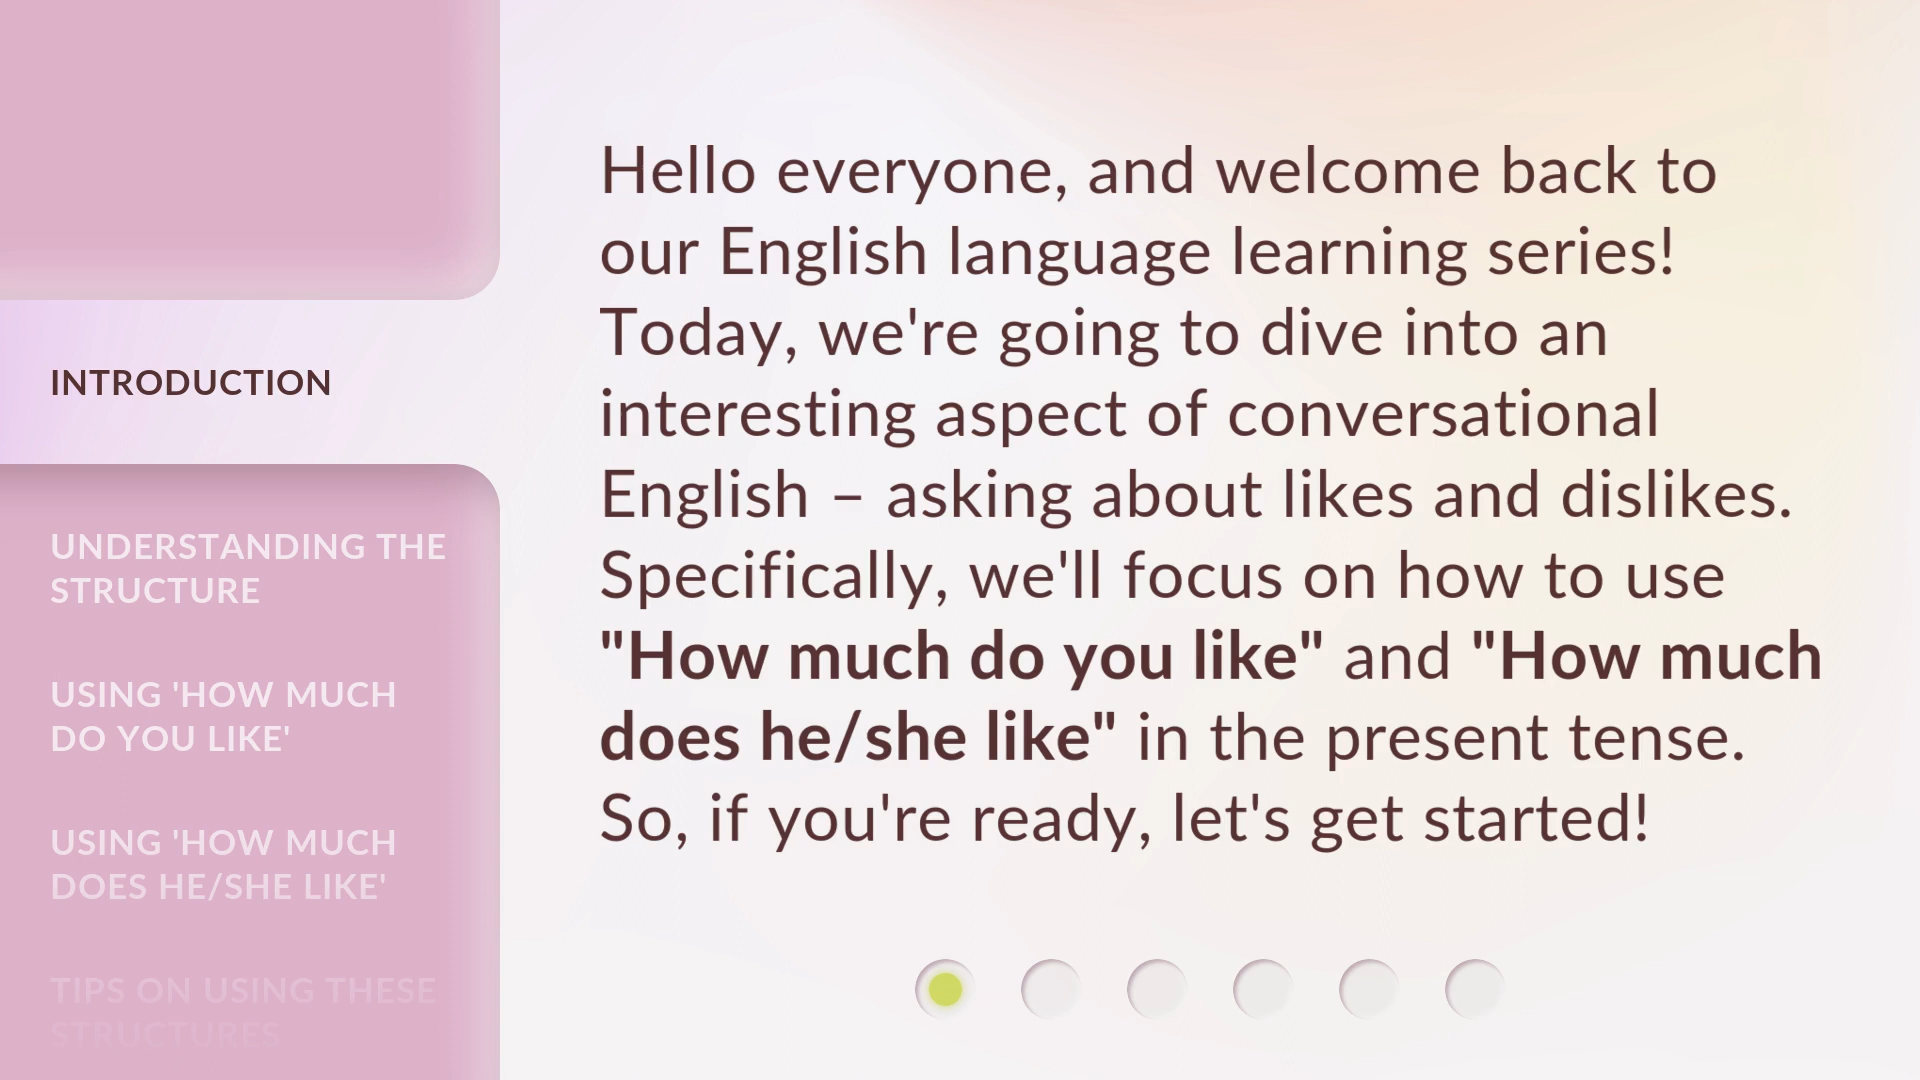 INTRODUCTION
UNDERSTANDING THE
STRUCTURE
USING 'HOW MUCH
DO YOU LIKE'
USING 'HOW MUCH
DOES HE/SHE LIKE'
TIPS ON USING THESE
STRUCTURES
Hello everyone, and welcome back to
our English language learning series!
Today, we're going to dive into an
interesting aspect of conversational
English – asking about likes and dislikes.
Specifically, we'll focus on how to use
"How much do you like" and "How much
does he/she like" in the present tense.
So, if you're ready, let's get started!